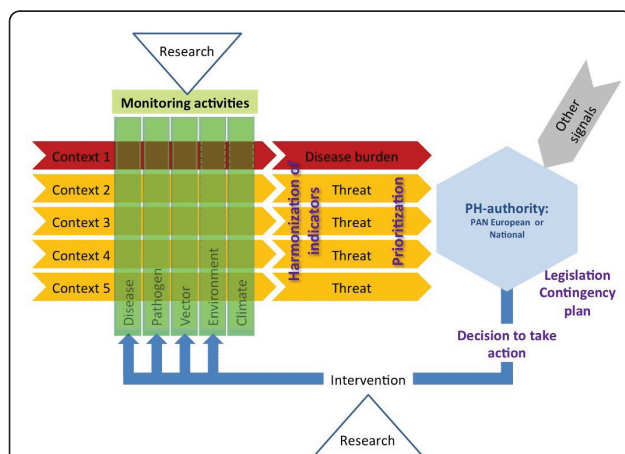 Research
Monitoring activities
Other
signals
Context 1
Disease burden
Context 2
Threat
Context 3
Threat
Context 4
Threat
Context 5
Threat
Harmonization of
indicators
Prioritization
PH-authority:
PAN European or
National
Disease
Pathogen
Vector
Environment
Climate
Legislation
Contingency
plan
Decision to take
action
Intervention
Research